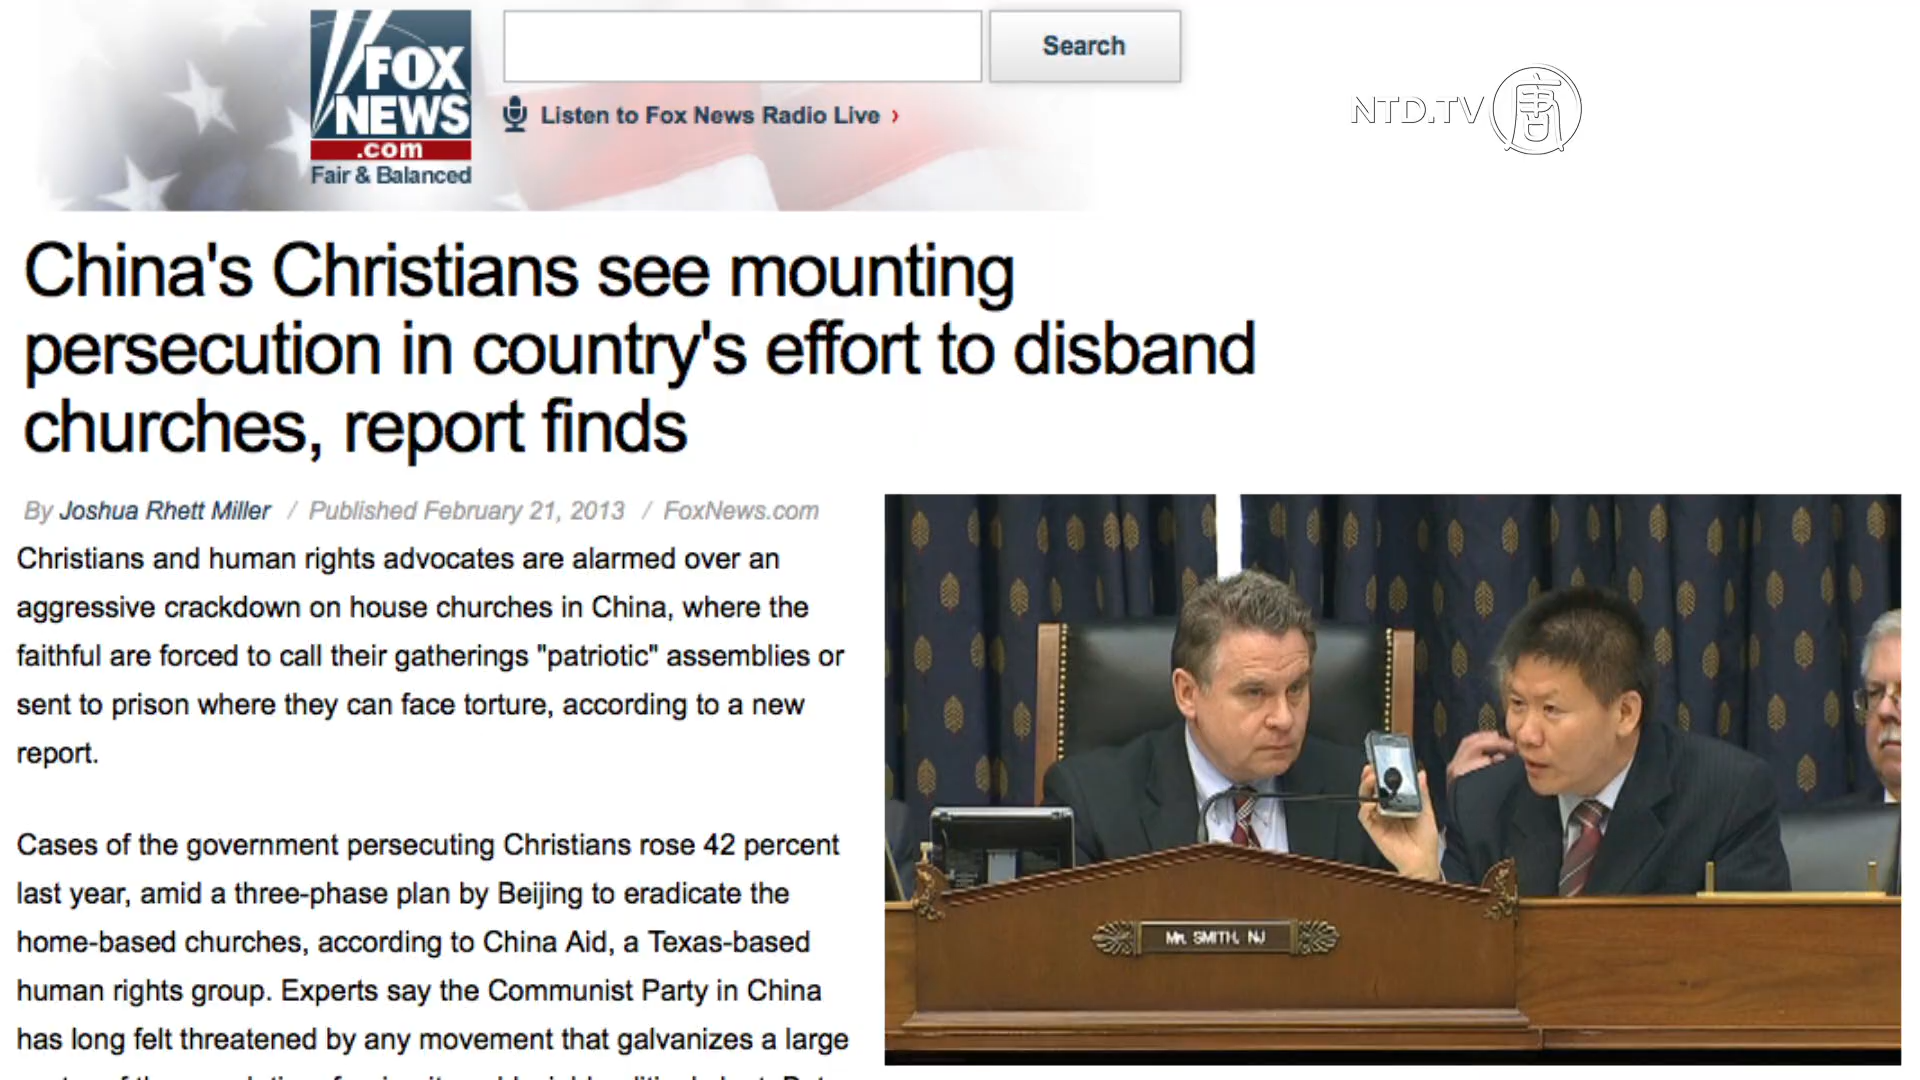 FOX
NEWS
.com
Fair & Balanced
Search
Listen to Fox News Radio Live ›
NTD.TV
China's Christians see mounting
persecution in country's effort to disband
churches, report finds
By Joshua Rhett Miller / Published February 21, 2013 / FoxNews.com
Christians and human rights advocates are alarmed over an
aggressive crackdown on house churches in China, where the
faithful are forced to call their gatherings "patriotic" assemblies or
sent to prison where they can face torture, according to a new
report.
Cases of the government persecuting Christians rose 42 percent
last year, amid a three-phase plan by Beijing to eradicate the
home-based churches, according to China Aid, a Texas-based
human rights group. Experts say the Communist Party in China
has long felt threatened by any movement that galvanizes a large
MR. SMITH, NJ